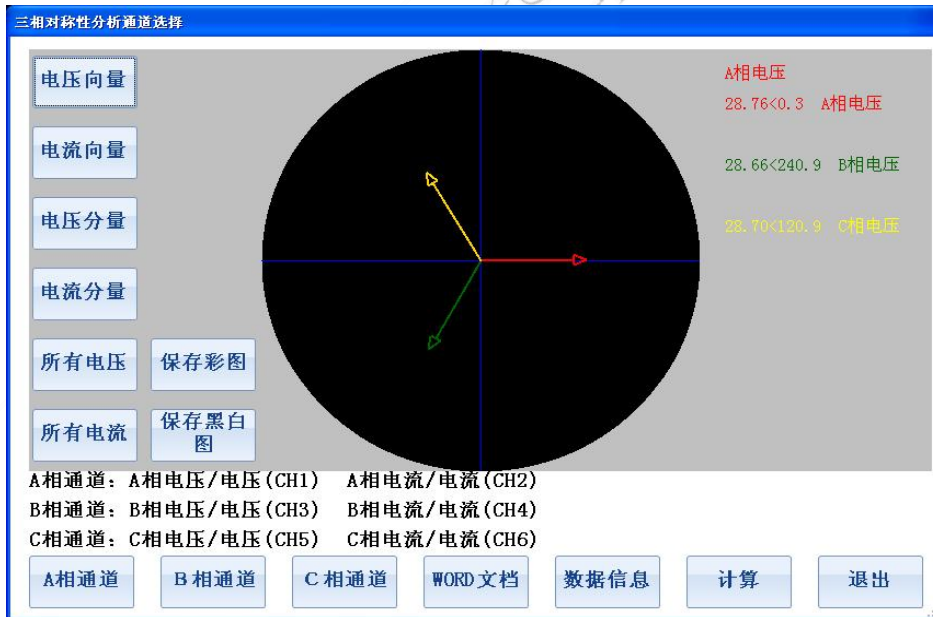 三相对称性分析通道选择
电压向量
电流向量
电压分量
电流分量
所有电压
保存彩图
所有电流
保存黑白
图
A相电压
28.76<0.3 A相电压
28.66<240.9 B相电压
28.70<120.9 C相电压
A相通道：A相电压/电压(CH1) A相电流/电流(CH2)
B相通道：B相电压/电压(CH3) B相电流/电流(CH4)
C相通道：C相电压/电压(CH5) C相电流/电流(CH6)
A相通道
B相通道
C相通道
WORD文档
数据信息
计算
退出